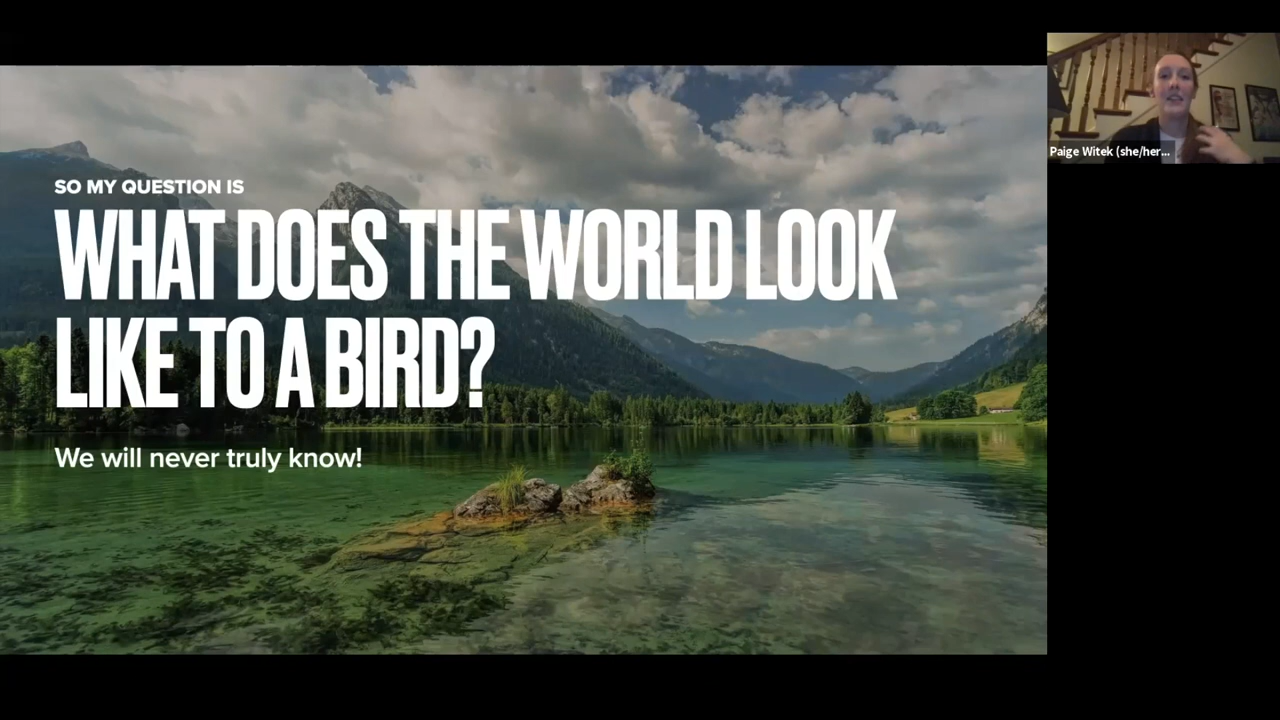 SO MY QUESTION IS
WHAT DOES THE WORLD LOOK
LIKE TO A BIRD?
We will never truly know!
Paige Witek (she/her...